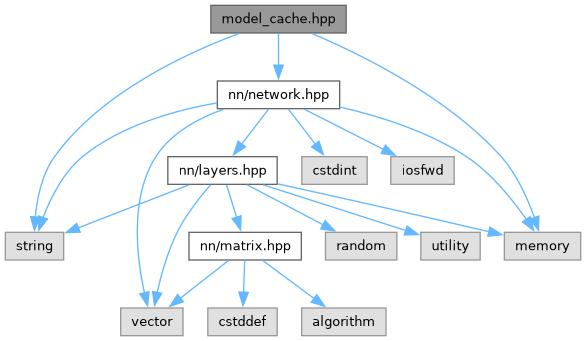 model_cache.hpp
nn/network.hpp
nn/layers.hpp
cstdint
iosfwd
string
nn/matrix.hpp
random
utility
memory
vector
cstddef
algorithm